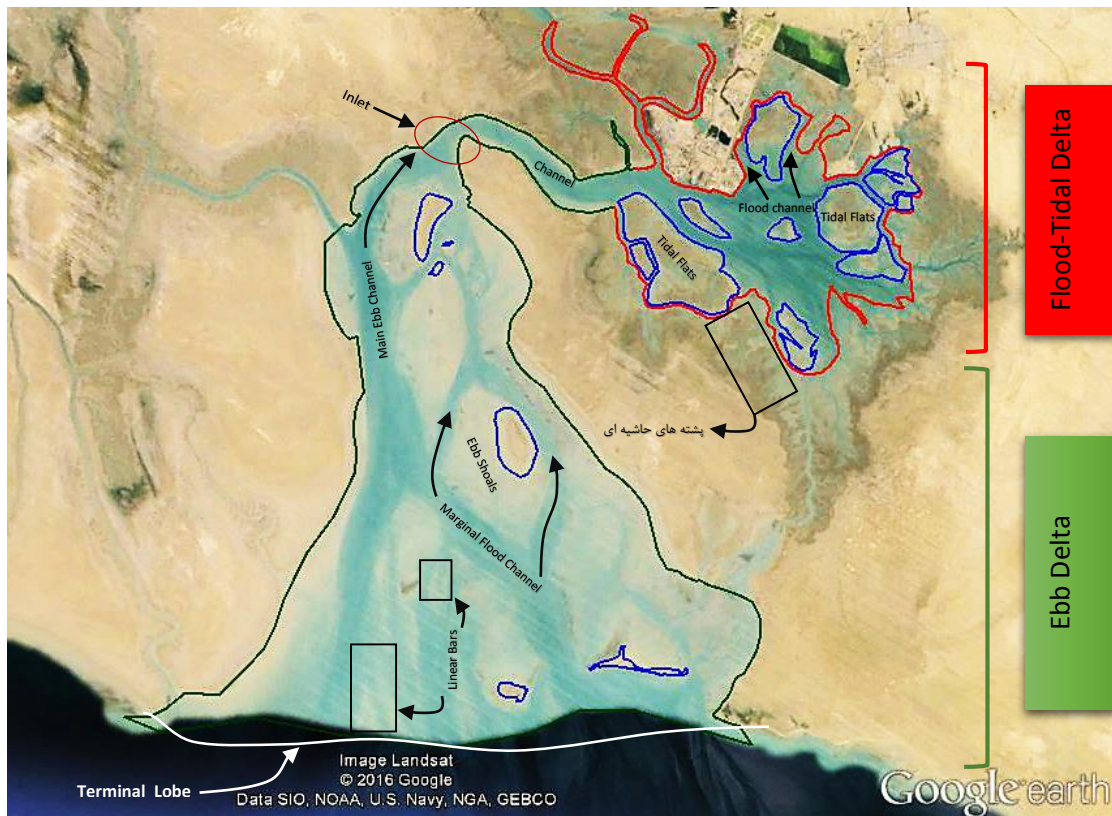 Inlet
Channel
Flood channel
Tidal Flats
Tidal Flats
Flood-Tidal Delta
Main Ebb Channel
پشته های حاشیه ای
Ebb Shoals
Marginal Flood Channel
Linear Bars
Ebb Delta
Terminal Lobe
Image Landsat
© 2016 Google
Data SIO, NOAA, U.S. Navy, NGA, GEBCO
Google earth